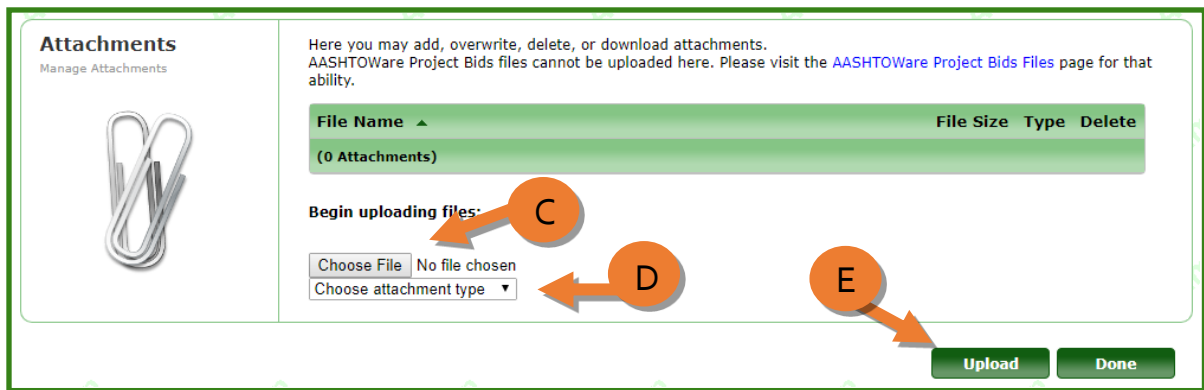 Attachments
Manage Attachments
Here you may add, overwrite, delete, or download attachments.
AASHTOWare Project Bids files cannot be uploaded here. Please visit the AASHTOWare Project Bids Files page for that
ability.
File Name ▲ File Size Type Delete
(0 Attachments)
Begin uploading files:
C
Choose File No file chosen
Choose attachment type ▼
D
E
Upload Done